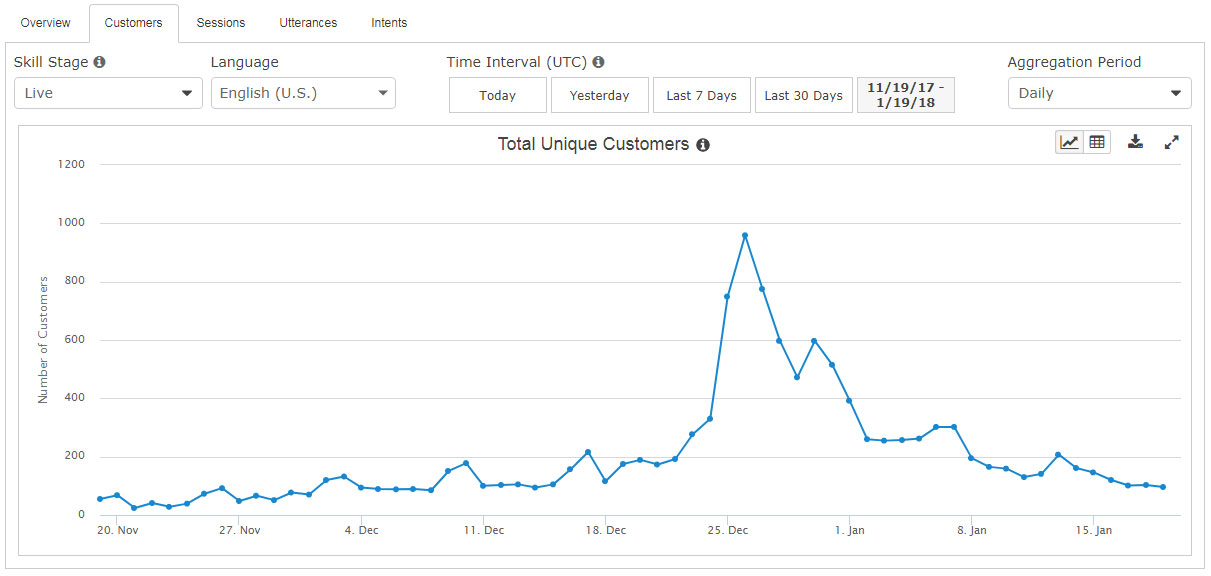 Overview Customers Sessions Utterances Intents
Skill Stage Language Time Interval (UTC) Aggregation Period
Live English (U.S.) Today Yesterday Last 7 Days Last 30 Days 11/19/17 -
1/19/18 Daily
Total Unique Customers
Number of Customers
1200
1000
800
600
400
200
0
20. Nov 27. Nov 4. Dec 11. Dec 18. Dec 25. Dec 1. Jan 8. Jan 15. Jan